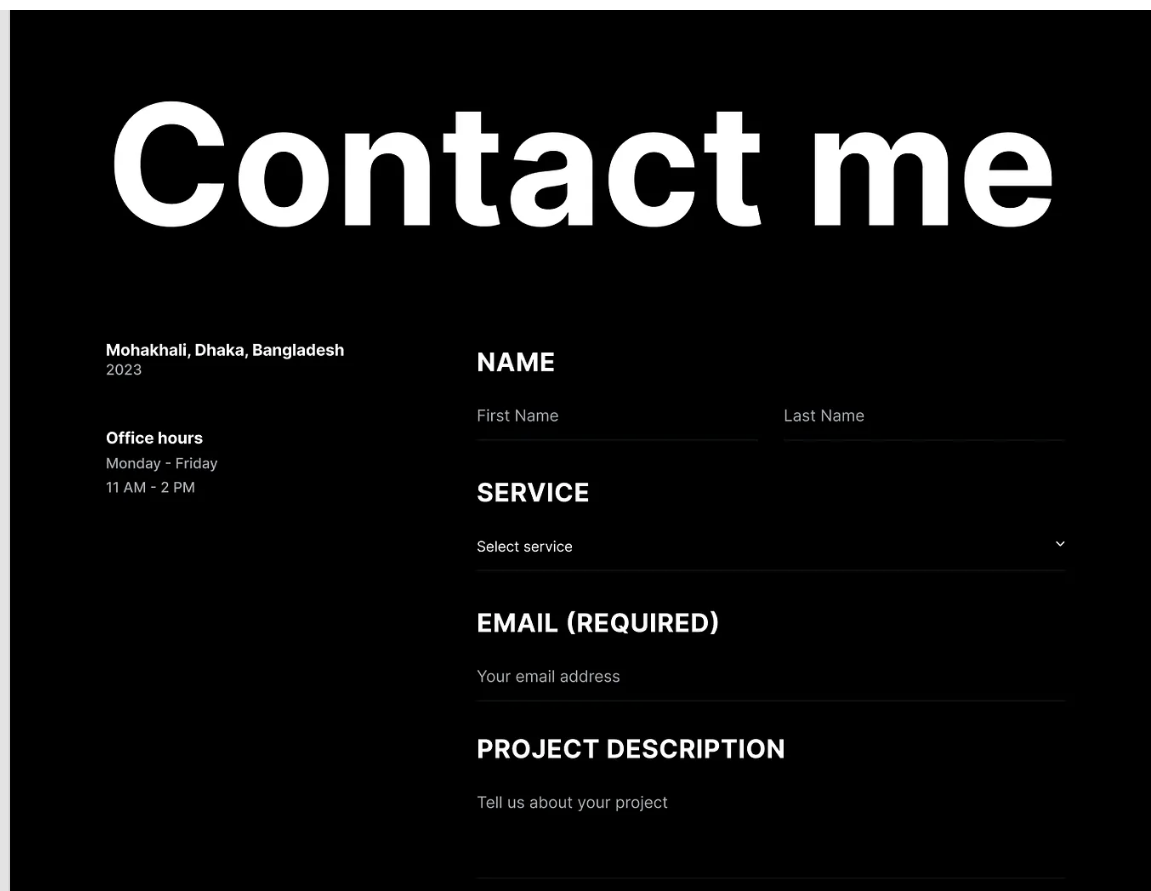 Contact me
Mohakhali, Dhaka, Bangladesh
2023
Office hours
Monday - Friday
11 AM - 2 PM
NAME
First Name
Last Name
SERVICE
Select service
EMAIL (REQUIRED)
Your email address
PROJECT DESCRIPTION
Tell us about your project